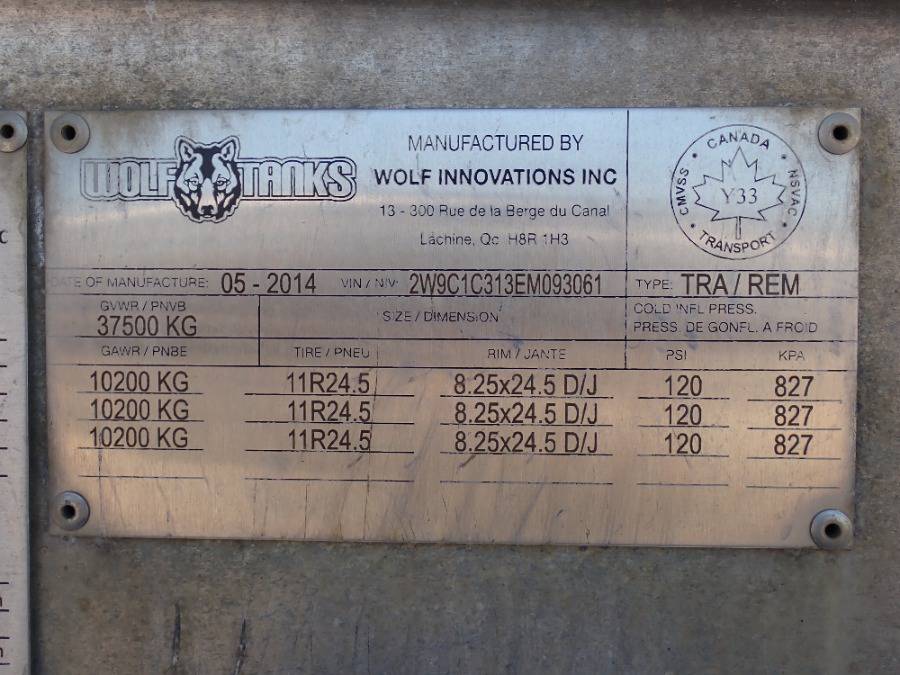 WOLF TANKS
MANUFACTURED BY
WOLF INNOVATIONS INC
13 - 300 Rue de la Berge du Canal
Lachine, Qc H8R 1H3
CANADA
CMVSS
NSVAC
Y33
TRANSPORT
DATE OF MANUFACTURE: 05 - 2014
VIN / NIV: 2W9C1C313EM093061
TYPE: TRA / REM
GVWR / PNVB
37500 KG
SIZE / DIMENSION
COLD INFL PRESS.
PRESS. DE GONFL. A FROID
GAWR / PNBE TIRE / PNEU RIM / JANTE PSI KPA
10200 KG 11R24.5 8.25x24.5 D/J 120 827
10200 KG 11R24.5 8.25x24.5 D/J 120 827
10200 KG 11R24.5 8.25x24.5 D/J 120 827